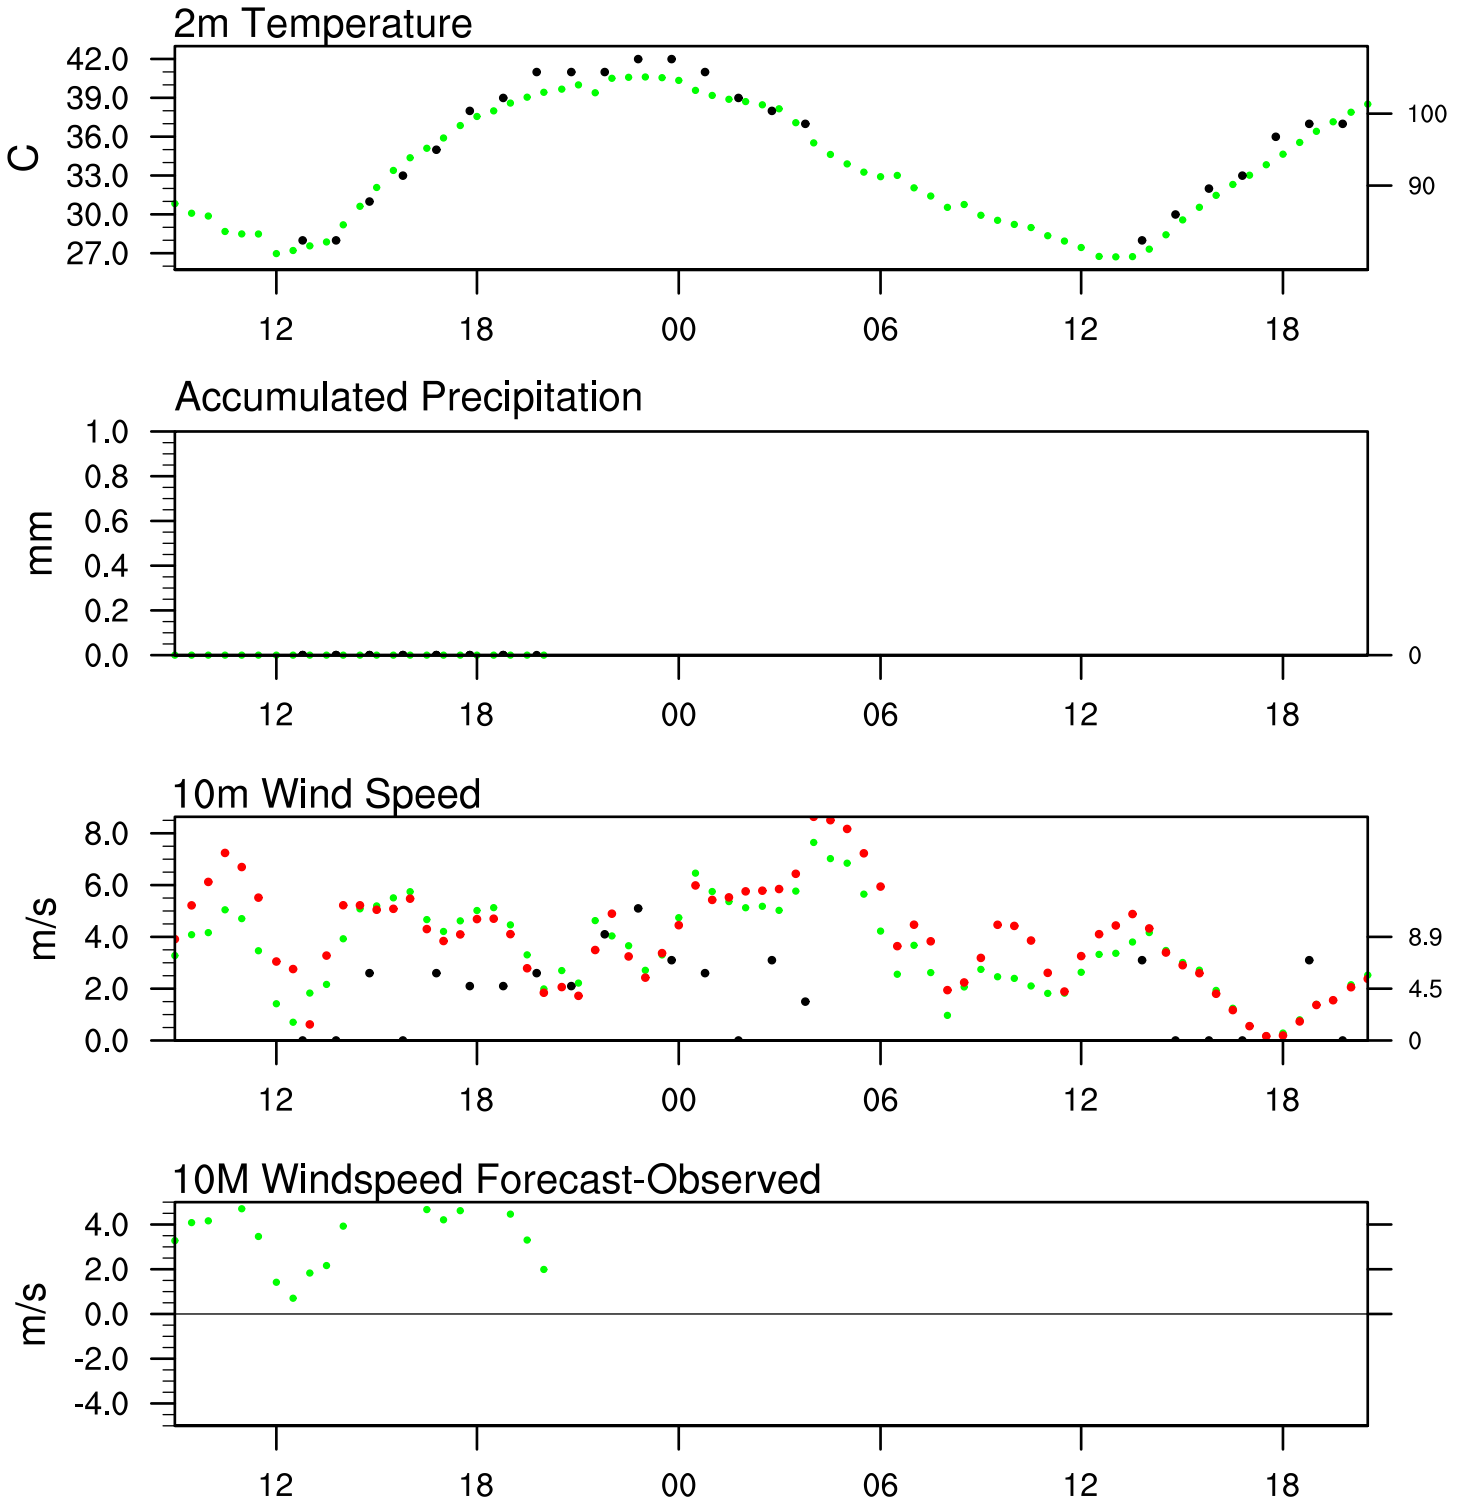 2m Temperature
42.0
39.0
36.0
33.0
30.0
27.0
C
100
90
12 18 00 06 12 18
Accumulated Precipitation
1.0
0.8
0.6
0.4
0.2
0.0
mm
0
12 18 00 06 12 18
10m Wind Speed
8.0
6.0
4.0
2.0
0.0
m/s
8.9
4.5
0
12 18 00 06 12 18
10M Windspeed Forecast-Observed
4.0
2.0
0.0
-2.0
-4.0
m/s
12 18 00 06 12 18